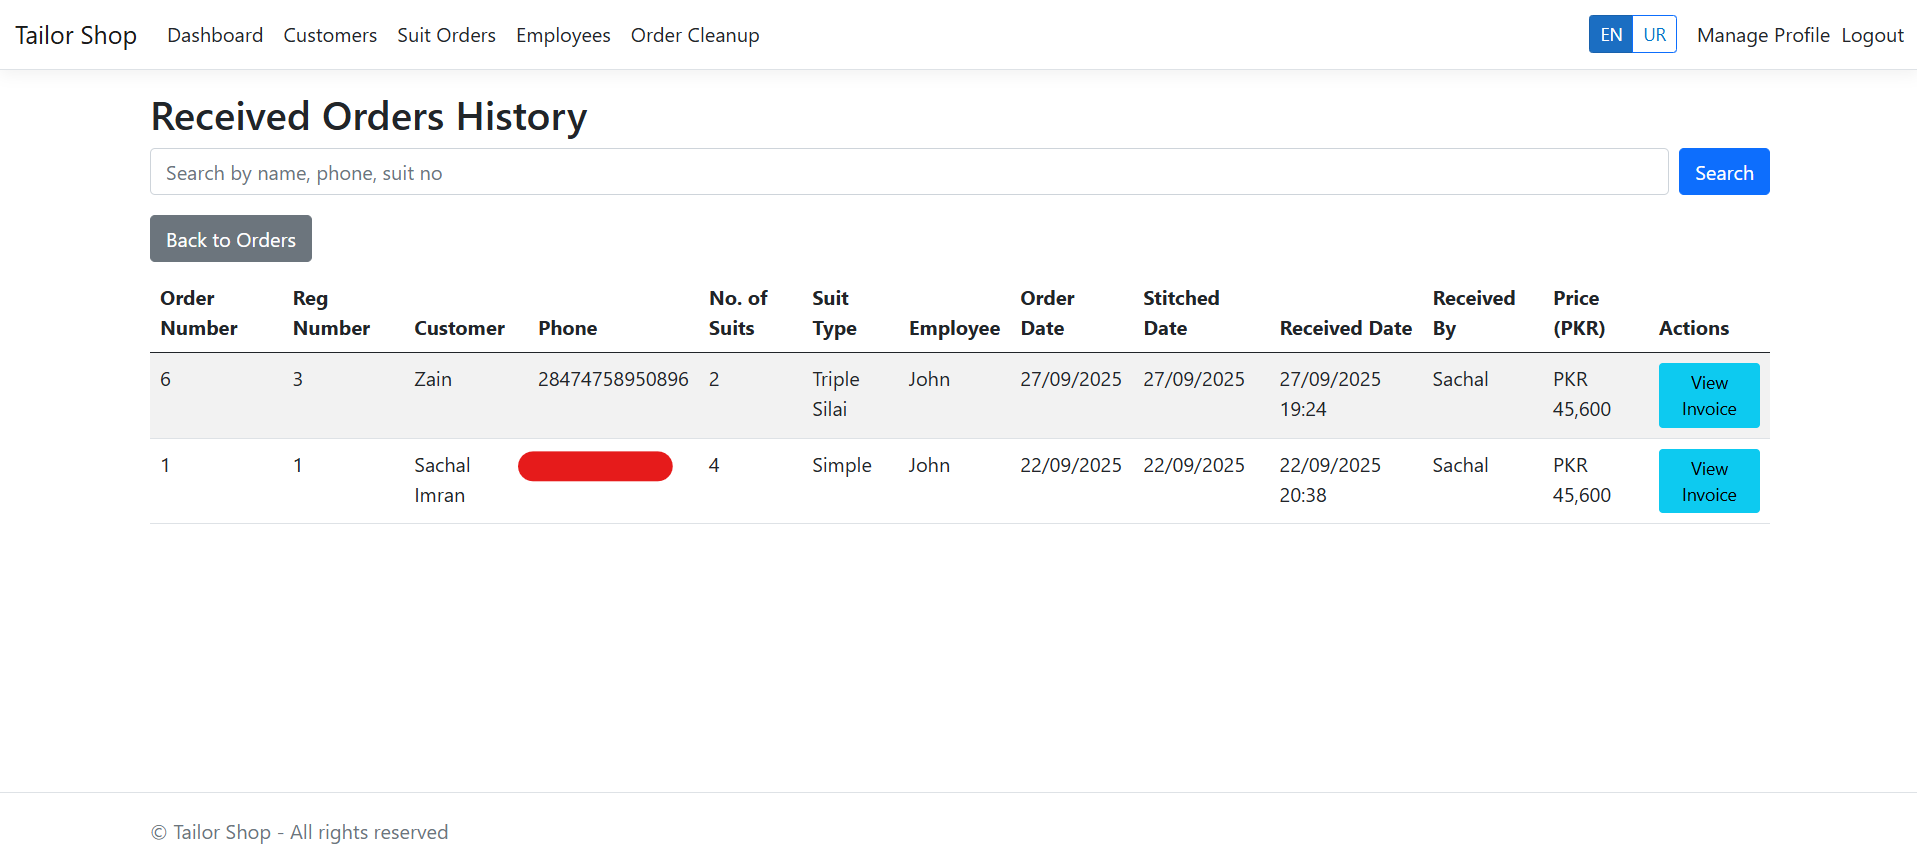 Tailor Shop Dashboard Customers Suit Orders Employees Order Cleanup EN UR Manage Profile Logout
Received Orders History
Search by name, phone, suit no Search
Back to Orders
Order Number Reg Number Customer Phone No. of Suits Suit Type Employee Order Date Stitched Date Received Date Received By Price (PKR) Actions
6 3 Zain 28474758950896 2 Triple Silai John 27/09/2025 27/09/2025 27/09/2025 19:24 Sachal PKR 45,600 View Invoice
1 1 Sachal Imran 4 Simple John 22/09/2025 22/09/2025 22/09/2025 20:38 Sachal PKR 45,600 View Invoice
© Tailor Shop - All rights reserved